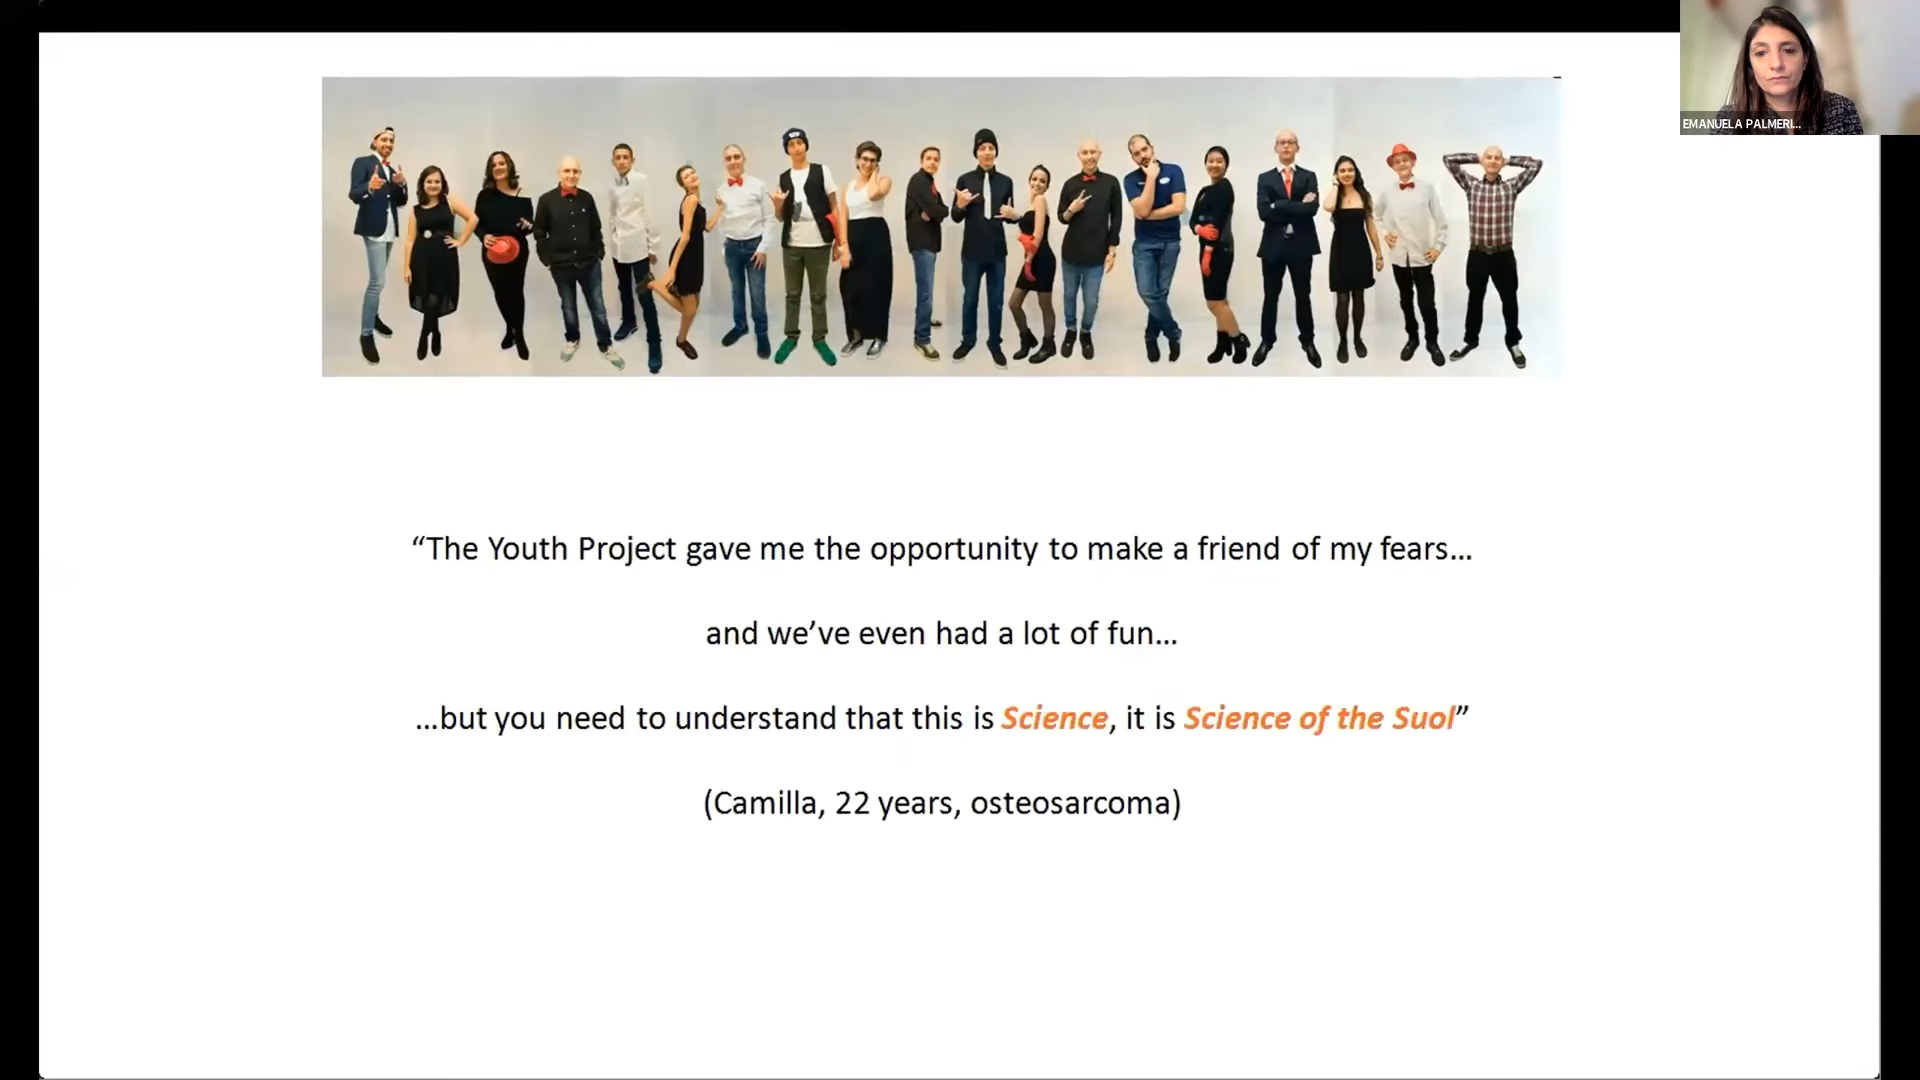 EMANUELA PALMERI...
“The Youth Project gave me the opportunity to make a friend of my fears…
and we’ve even had a lot of fun…
…but you need to understand that this is Science, it is Science of the Suol”
(Camilla, 22 years, osteosarcoma)